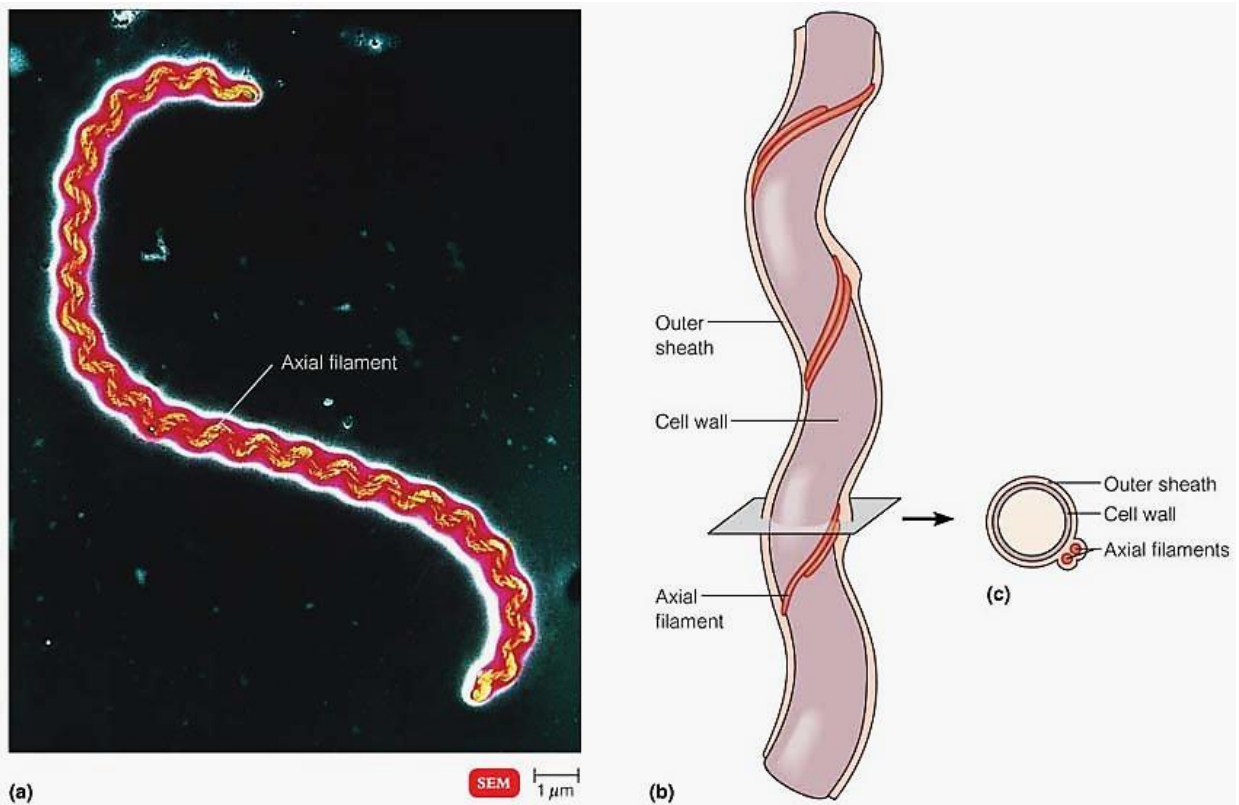 Axial filament
SEM
1 μm
(a)
Outer
sheath
Cell wall
Axial
filament
(b)
Outer sheath
Cell wall
Axial filaments
(c)